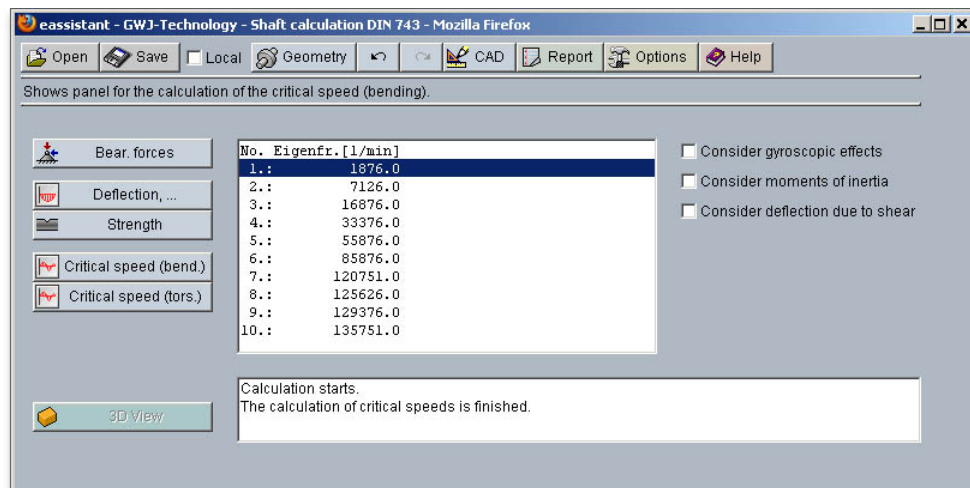 eassistant - GWJ-Technology - Shaft calculation DIN 743 - Mozilla Firefox
Open Save Local Geometry CAD Report Options Help
Shows panel for the calculation of the critical speed (bending).
Bear. forces
Deflection, ...
Strength
Critical speed (bend.)
Critical speed (tors.)
3D View
No. Eigenfr.[1/min]
1.: 1876.0
2.: 7126.0
3.: 16876.0
4.: 33376.0
5.: 55876.0
6.: 85876.0
7.: 120751.0
8.: 125626.0
9.: 129376.0
10.: 135751.0
Consider gyroscopic effects
Consider moments of inertia
Consider deflection due to shear
Calculation starts.
The calculation of critical speeds is finished.